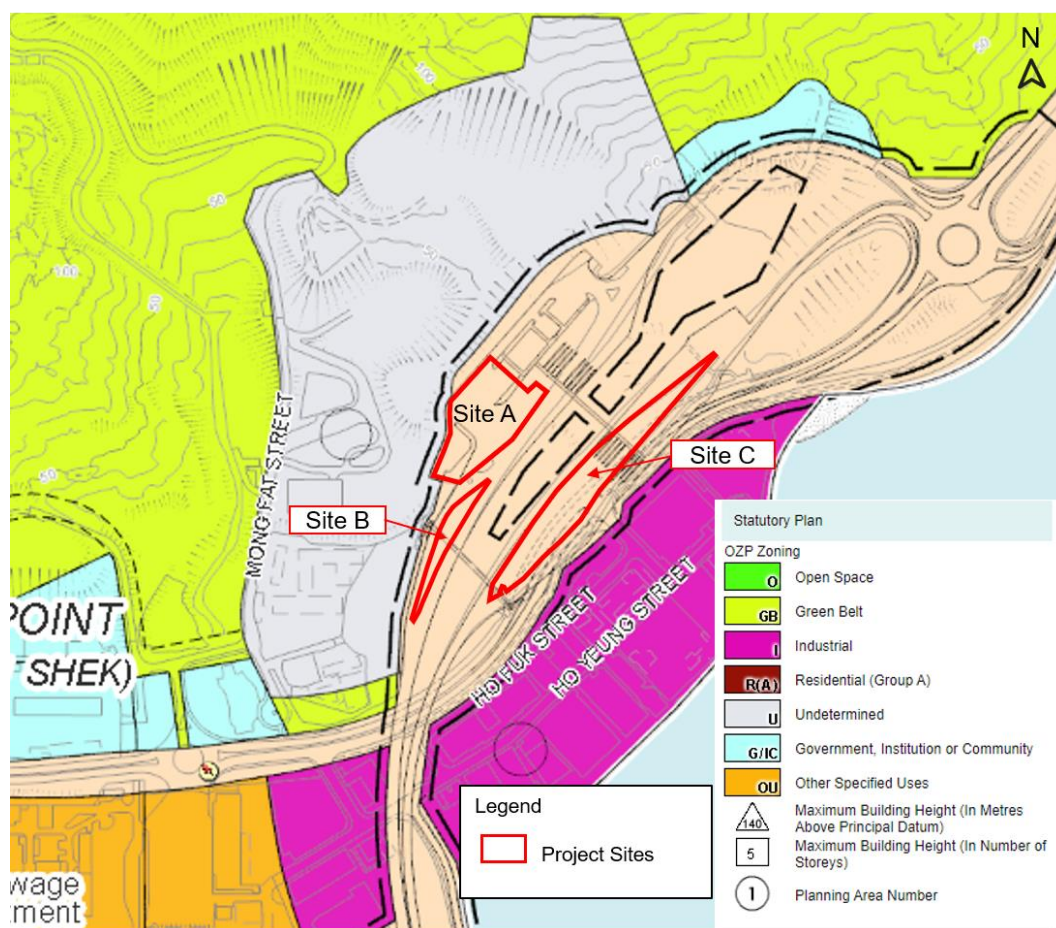 N
100
50
50
50
100
50
Site A
Site C
Site B
MONG FAT STREET
50
POINT
SHEK)
HO FUK STREET
HO YEUNG STREET
wage
ment
Legend
Project Sites
Statutory Plan
OZP Zoning
O Open Space
GB Green Belt
I Industrial
R(A) Residential (Group A)
U Undetermined
G/IC Government, Institution or Community
OU Other Specified Uses
140 Maximum Building Height (In Metres
Above Principal Datum)
5 Maximum Building Height (In Number of
Storeys)
1 Planning Area Number